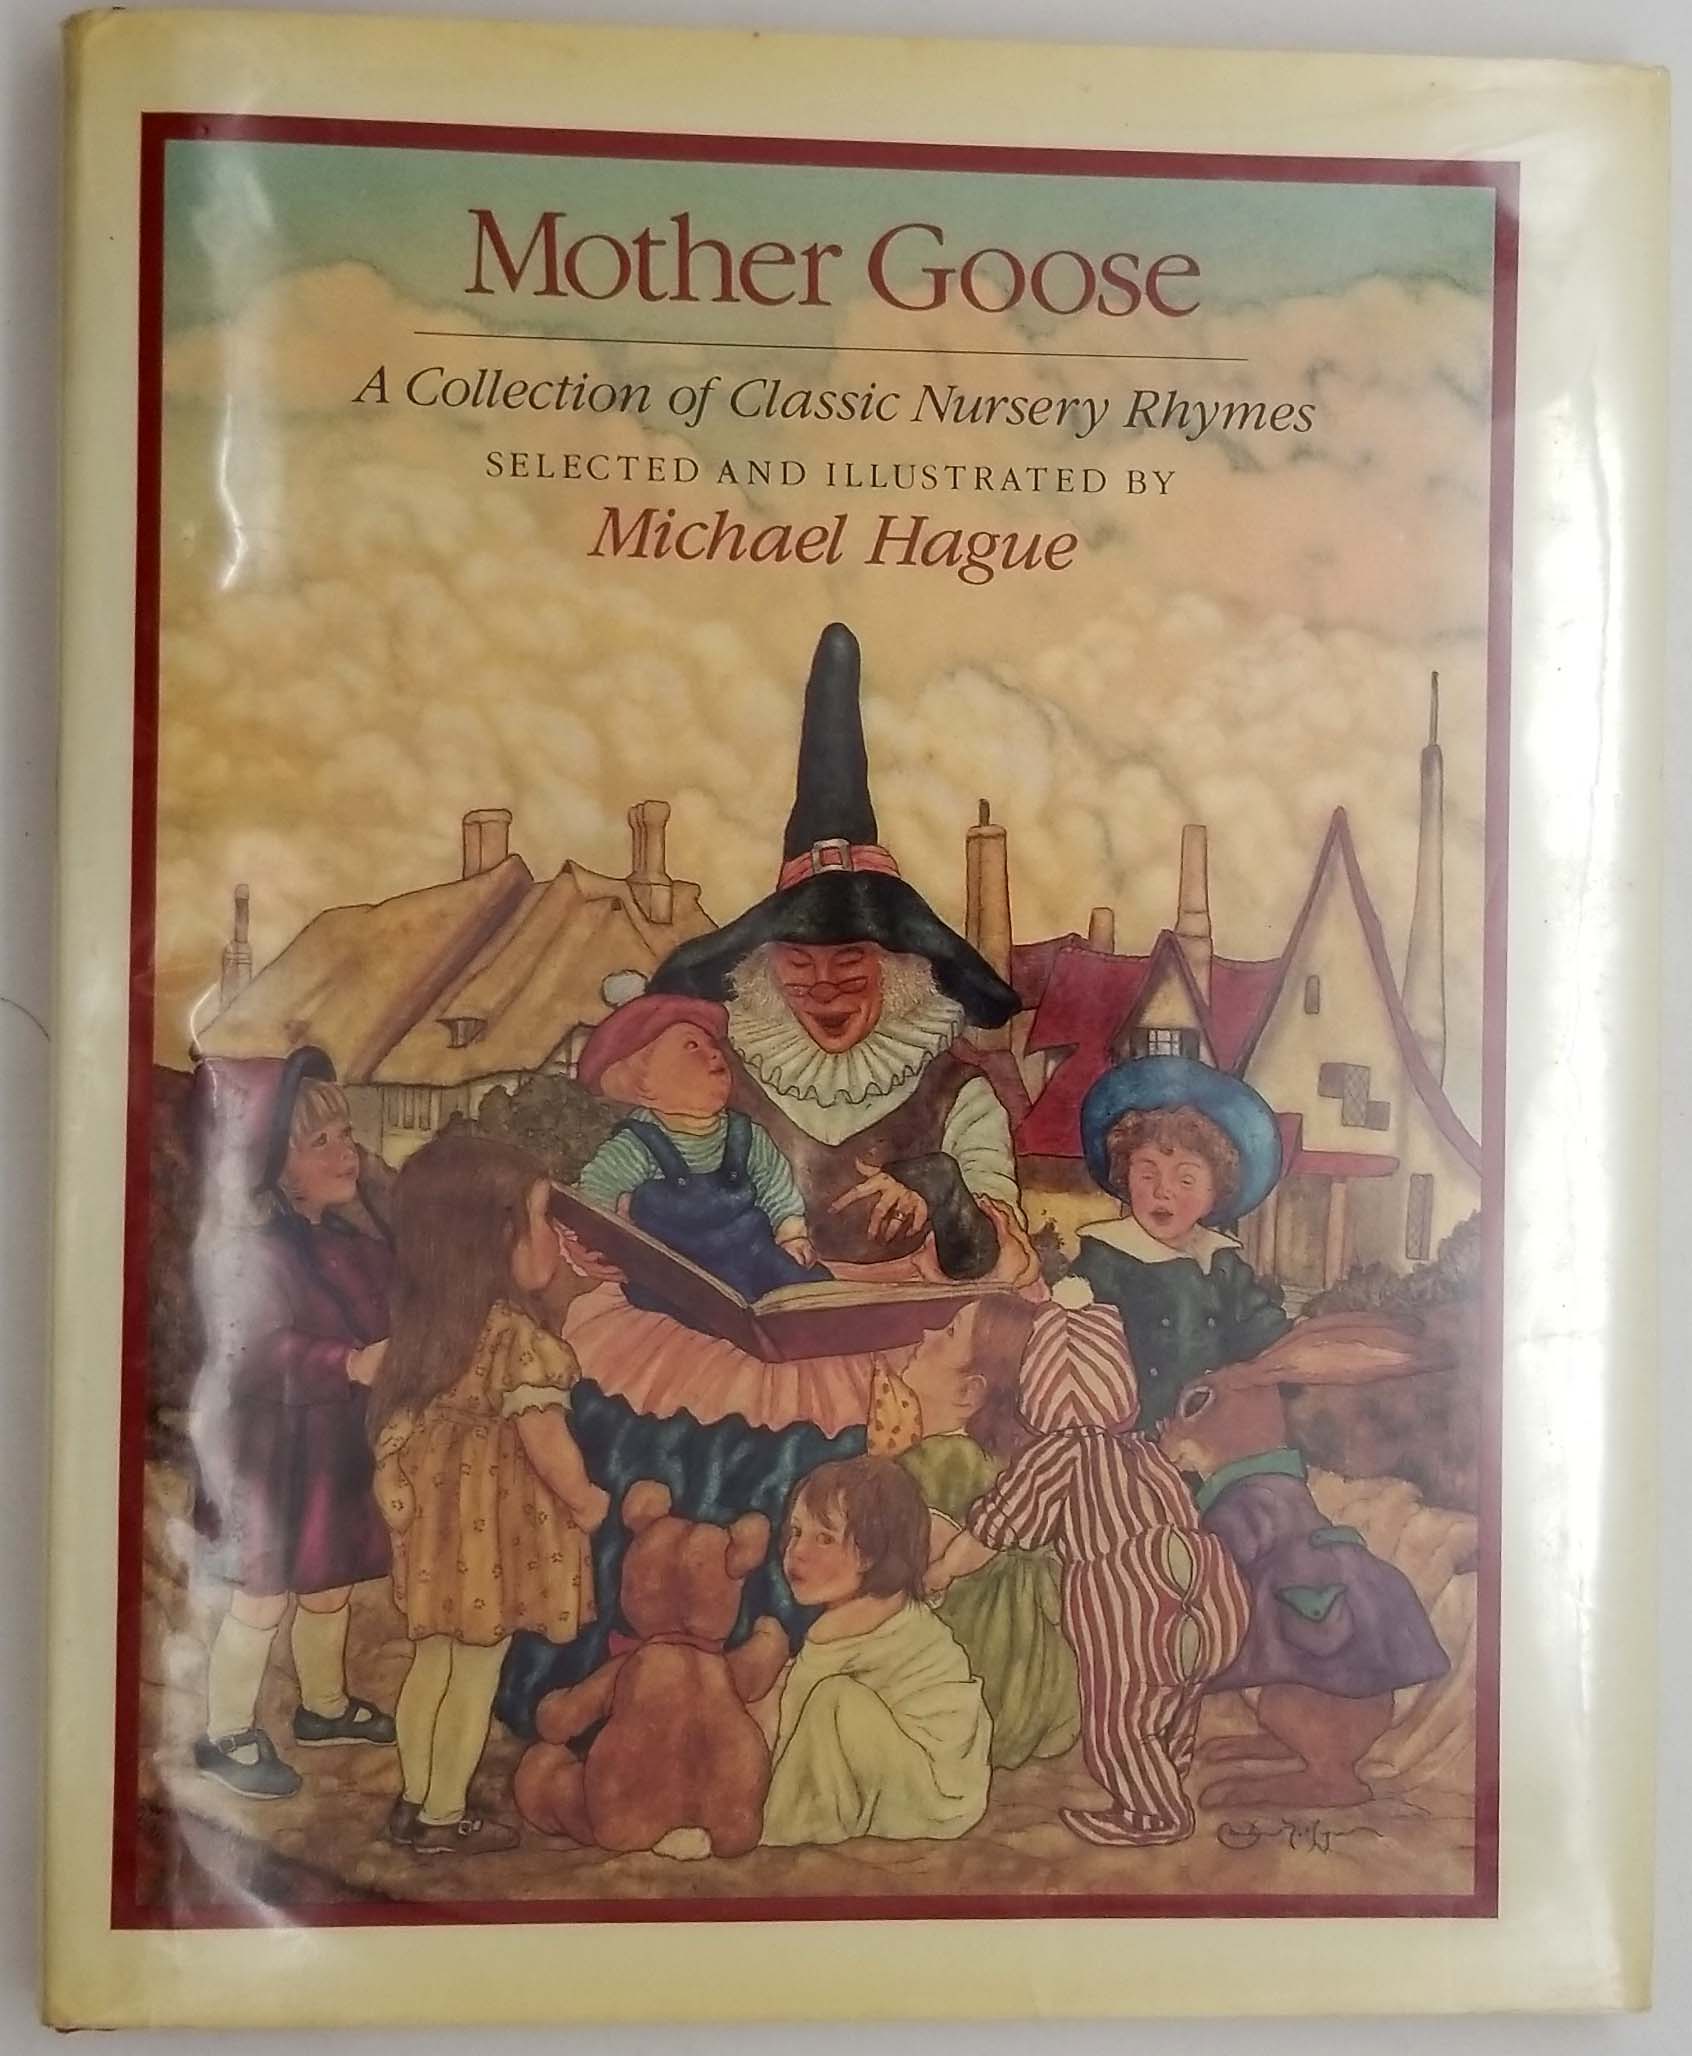 Mother Goose
A Collection of Classic Nursery Rhymes
SELECTED AND ILLUSTRATED BY
Michael Hague